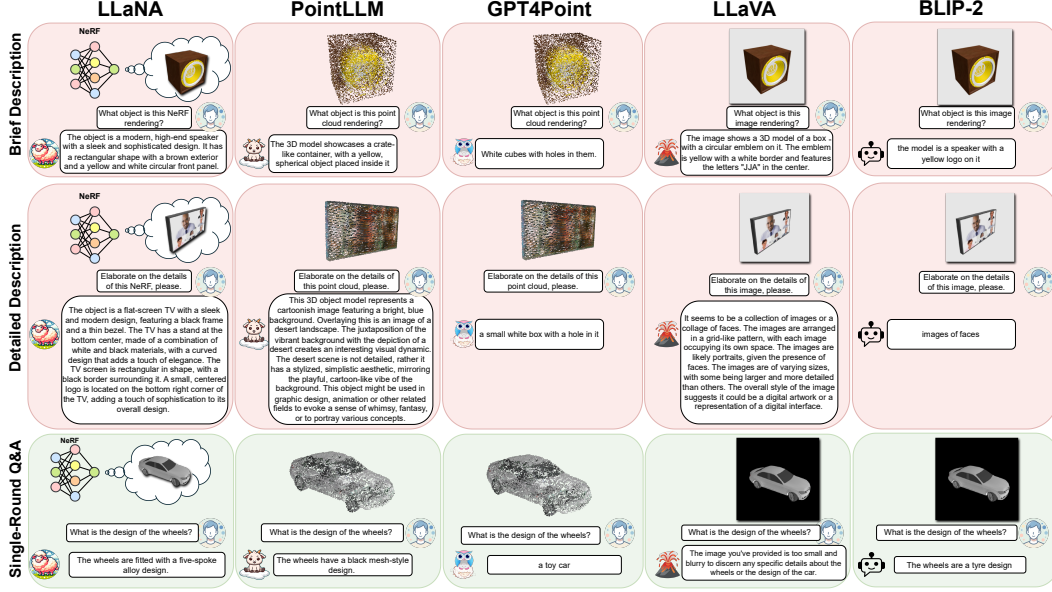 LLaNA
PointLLM
GPT4Point
LLaVA
BLIP-2
Brief Description
NeRF
What object is this NeRF
rendering?
The object is a modern, high-end speaker
with a sleek and sophisticated design. It has
a rectangular shape with a brown exterior
and a yellow and white circular front panel.
What object is this point
cloud rendering?
The 3D model showcases a crate-
like container, with a yellow,
spherical object placed inside it
What object is this point
cloud rendering?
White cubes with holes in them.
What object is this
image rendering?
The image shows a 3D model of a box
with a circular emblem on it. The emblem
is yellow with a white border and features
the letters "JJA" in the center.
What object is this image
rendering?
the model is a speaker with a
yellow logo on it
Detailed Description
NeRF
Elaborate on the details
of this NeRF, please.
The object is a flat-screen TV with a sleek
and modern design, featuring a black frame
and a thin bezel. The TV has a stand at the
bottom center, made of a combination of
white and black materials, with a curved
design that adds a touch of elegance. The
TV screen is rectangular in shape, with a
black border surrounding it. A small, centered
logo is located on the bottom right corner of
the TV, adding a touch of sophistication to its
overall design.
Elaborate on the details of
this point cloud, please.
This 3D object model represents a
cartoonish image featuring a bright, blue
background. Overlaying this is an image of a
desert landscape. The juxtaposition of the
vibrant background with the depiction of a
desert creates an interesting visual dynamic.
The desert scene is not detailed, rather it
has a stylized, simplistic aesthetic, mirroring
the playful, cartoon-like vibe of the
background. This object might be used in
graphic design, animation or other related
fields to evoke a sense of whimsy, fantasy,
or to portray various concepts.
Elaborate on the details of this
point cloud, please.
a small white box with a hole in it
Elaborate on the details
of this image, please.
It seems to be a collection of images or a
collage of faces. The images are arranged
in a grid-like pattern, with each image
occupying its own space. The images are
likely portraits, given the presence of
faces. The images are of varying sizes,
with some being larger and more detailed
than others. The overall style of the image
suggests it could be a digital artwork or a
representation of a digital interface.
Elaborate on the details
of this image, please.
images of faces
Single-Round Q&A
NeRF
What is the design of the wheels?
The wheels are fitted with a five-spoke
alloy design.
What is the design of the wheels?
The wheels have a black mesh-style
design.
What is the design of the wheels?
a toy car
What is the design of the wheels?
The image you've provided is too small and
blurry to discern any specific details about the
wheels or the design of the car.
What is the design of the wheels?
The wheels are a tyre design